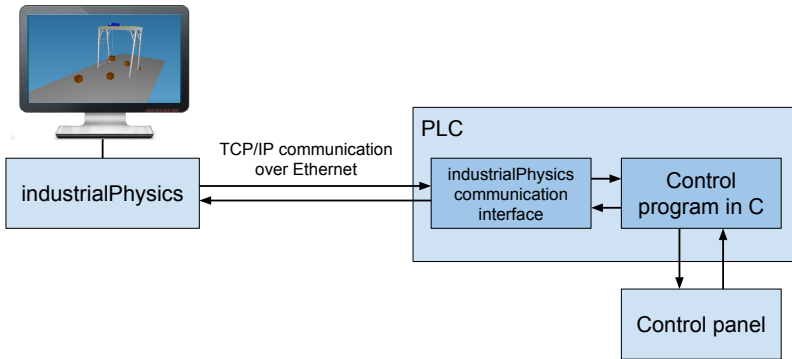 PLC
TCP/IP communication
over Ethernet
industrialPhysics
industrialPhysics
communication
interface
Control
program in C
Control panel